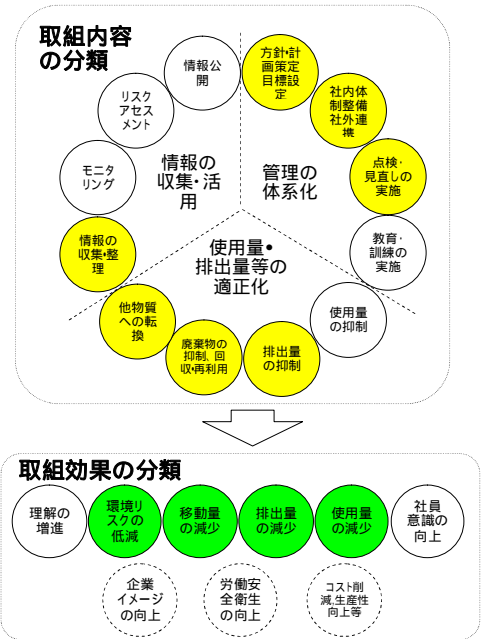 取組内容
の分類
情報公
開
方針・計
画策定
目標設
定
社内体
制整備
社外連
携
点検・
見直しの
実施
教育・
訓練の
実施
リスク
アセス
メント
モニタ
リング
情報の
収集・整
理
情報の
収集・活
用
管理の
体系化
使用量・
排出量等の
適正化
他物質
への転
換
廃棄物の
抑制、回
収・再利用
排出量
の抑制
使用量
の抑制
取組効果の分類
理解の
増進
環境リ
スクの
低減
移動量
の減少
排出量
の減少
使用量
の減少
社員
意識の
向上
企業
イメージ
の向上
労働安
全衛生
の向上
コスト削
減、生産性
向上等